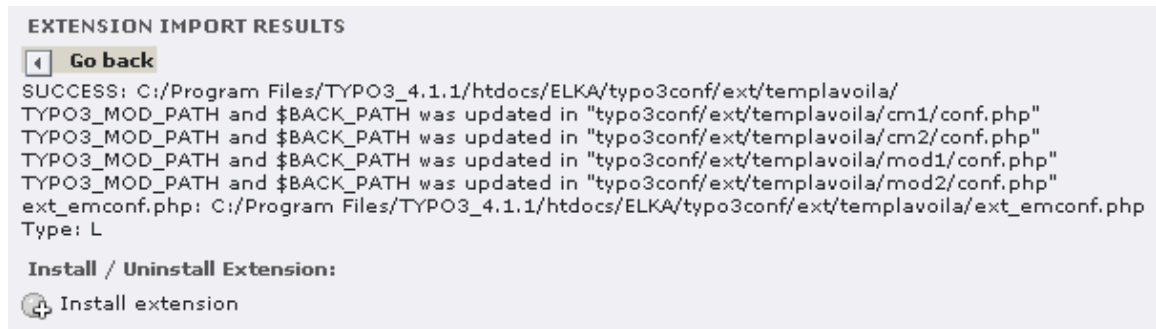 EXTENSION IMPORT RESULTS
Go back
SUCCESS: C:/Program Files/TYPO3_4.1.1/htdocs/ELKA/typo3conf/ext/templavoila/
TYPO3_MOD_PATH and $BACK_PATH was updated in "typo3conf/ext/templavoila/cm1/conf.php"
TYPO3_MOD_PATH and $BACK_PATH was updated in "typo3conf/ext/templavoila/cm2/conf.php"
TYPO3_MOD_PATH and $BACK_PATH was updated in "typo3conf/ext/templavoila/mod1/conf.php"
TYPO3_MOD_PATH and $BACK_PATH was updated in "typo3conf/ext/templavoila/mod2/conf.php"
ext_emconf.php: C:/Program Files/TYPO3_4.1.1/htdocs/ELKA/typo3conf/ext/templavoila/ext_emconf.php
Type: L
Install / Uninstall Extension:
Install extension